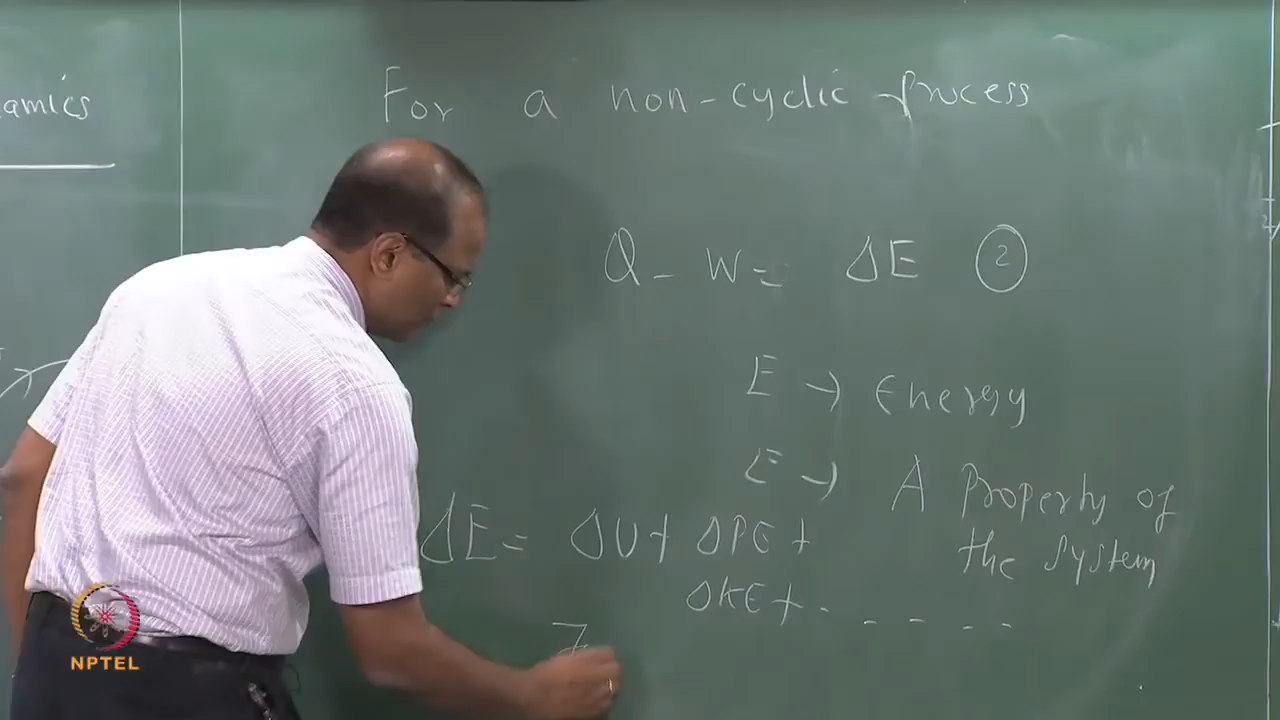 amics
For a non-cyclic process
Q - W = ΔE ②
E → Energy
E → A Property of
the system
ΔE = ΔU + ΔPE +
ΔKE + - - - - -
NPTEL